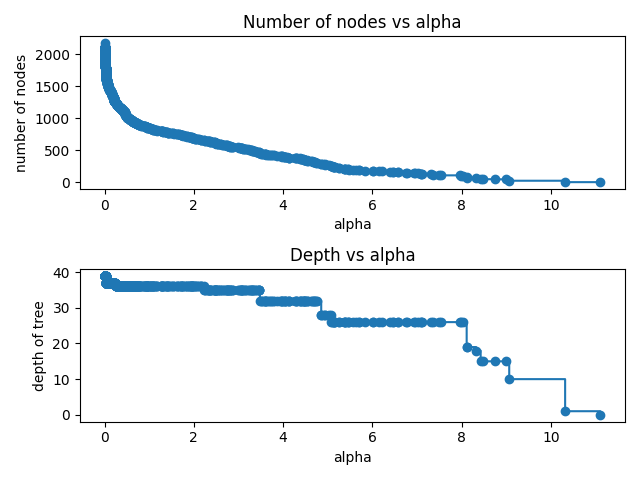 Number of nodes vs alpha
number of nodes
2000
1500
1000
500
0
0 2 4 6 8 10
alpha
Depth vs alpha
depth of tree
40
30
20
10
0
0 2 4 6 8 10
alpha